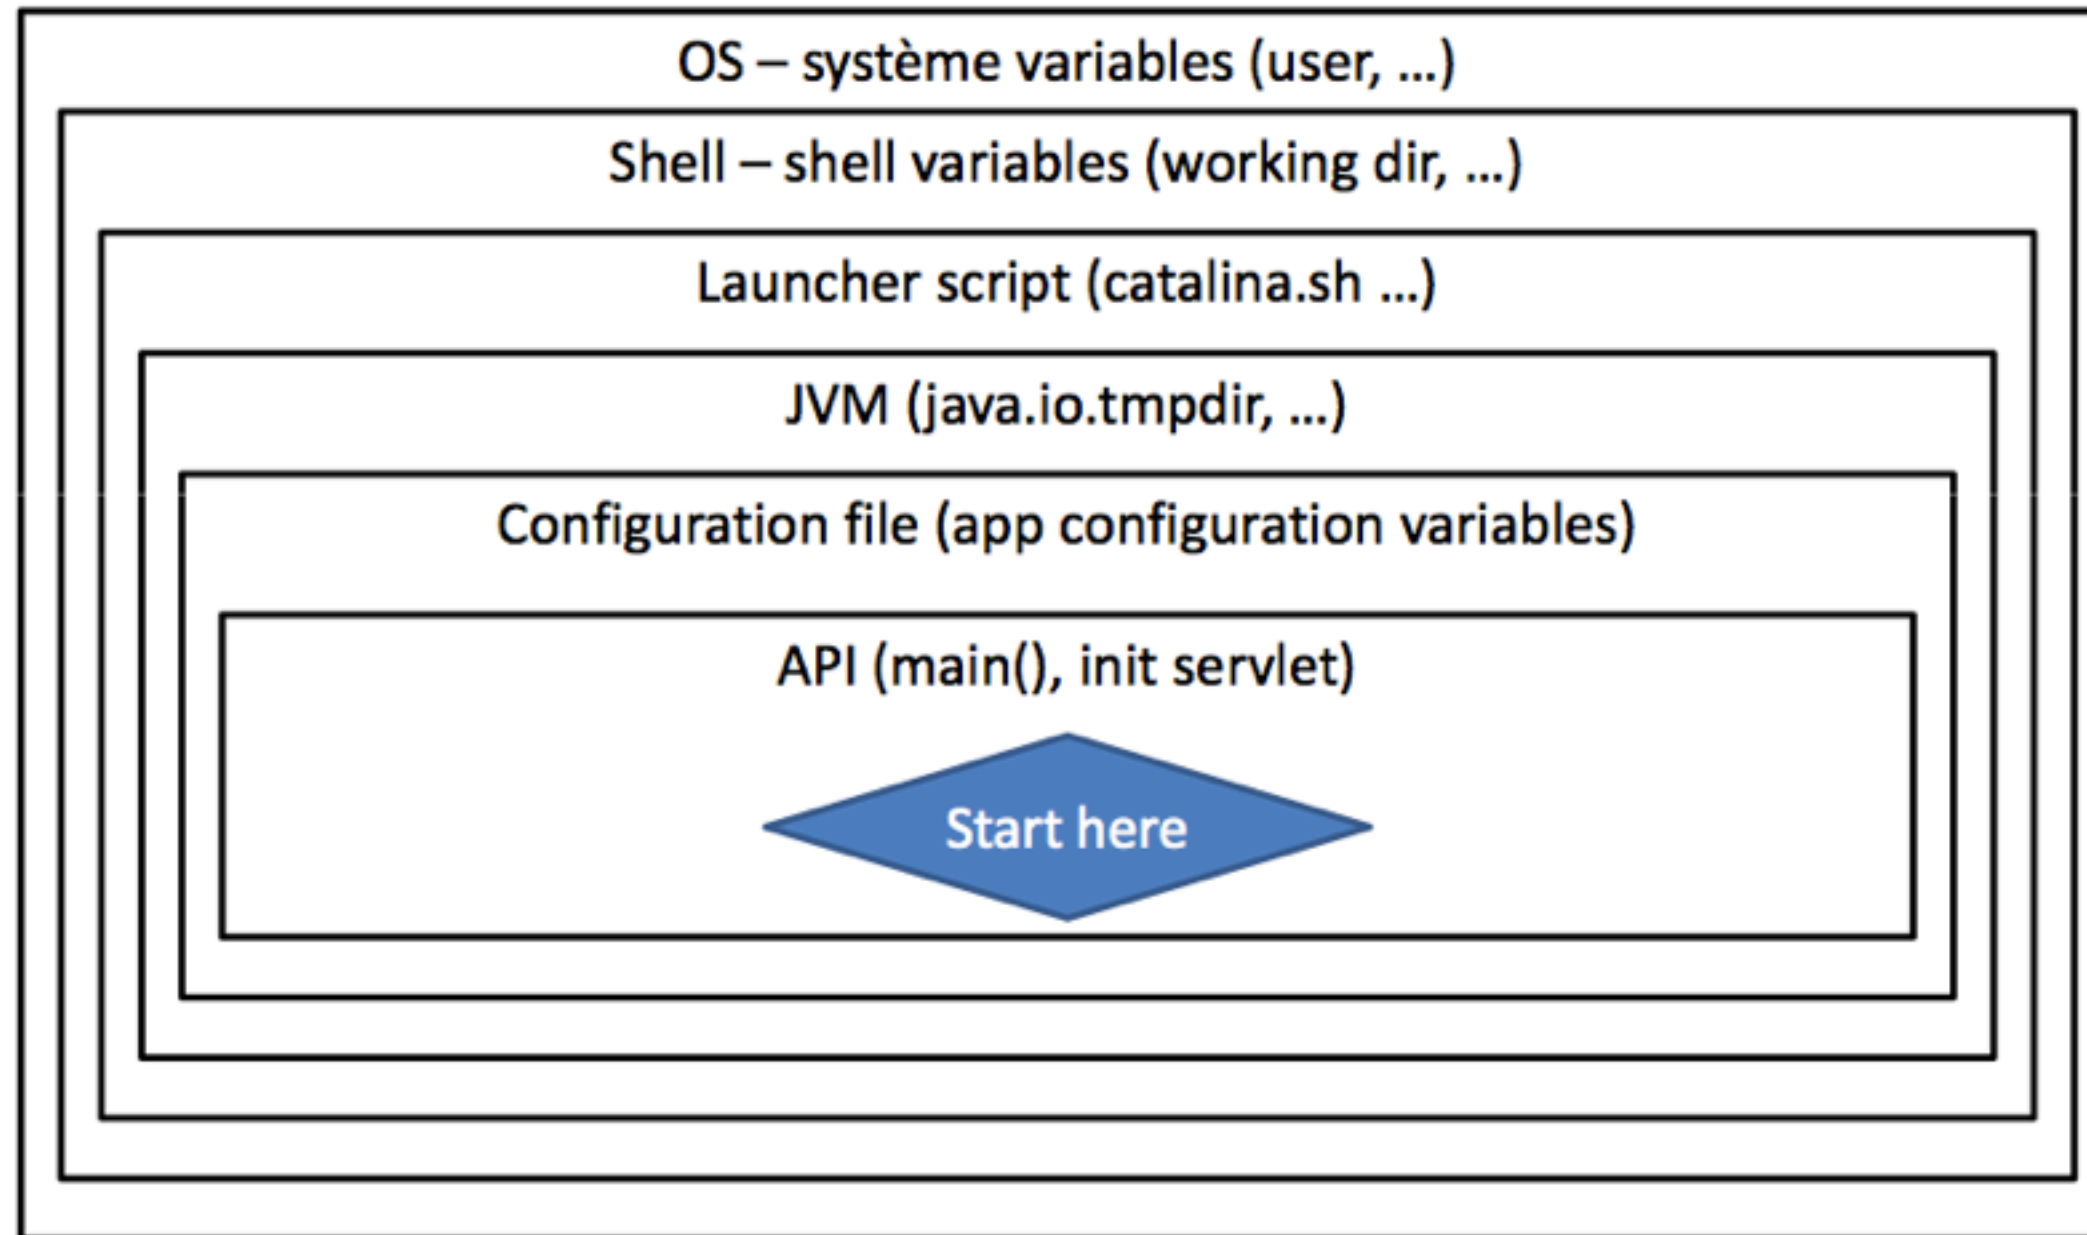 OS – système variables (user, …)
Shell – shell variables (working dir, …)
Launcher script (catalina.sh …)
JVM (java.io.tmpdir, …)
Configuration file (app configuration variables)
API (main(), init servlet)
Start here